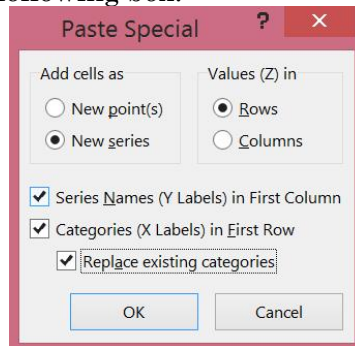 Paste Special ? ×
Add cells as Values (Z) in
New point(s) Rows
New series Columns
Series Names (Y Labels) in First Column
Categories (X Labels) in First Row
Replace existing categories
OK Cancel